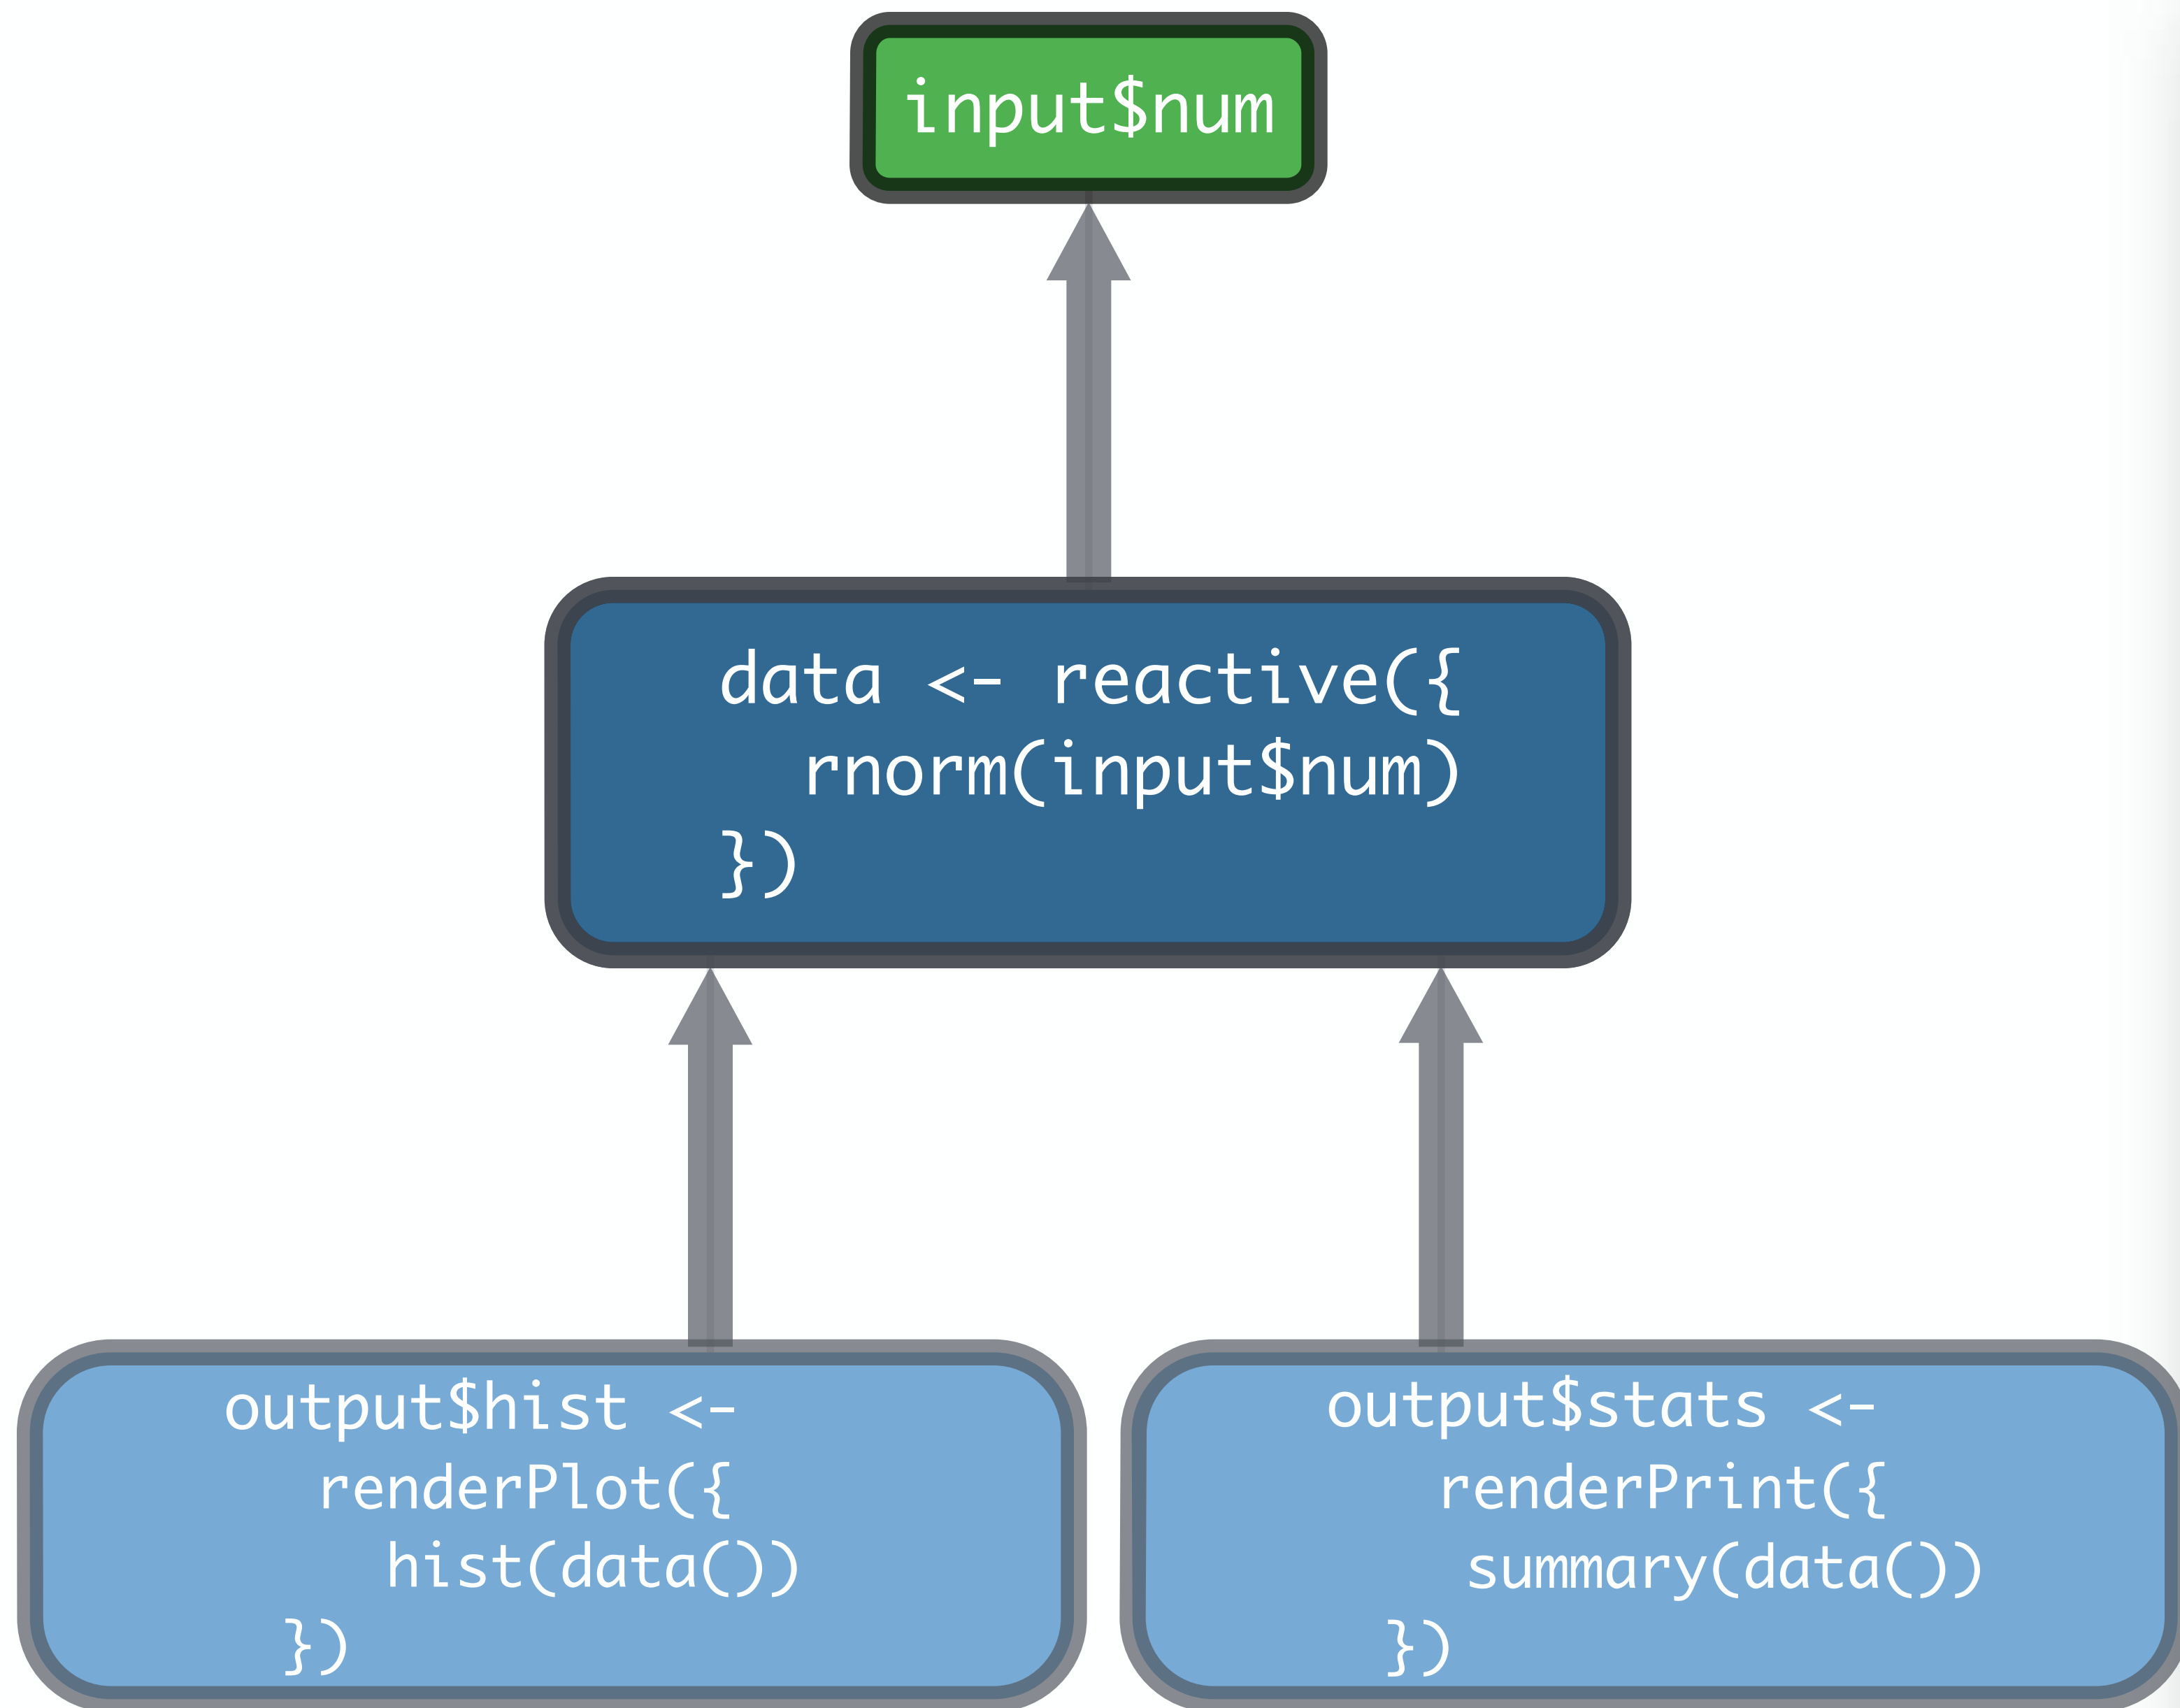 input$num
data <- reactive({
  rnorm(input$num)
})
output$hist <-
  renderPlot({
    hist(data())
  })
output$stats <-
  renderPrint({
    summary(data())
  })